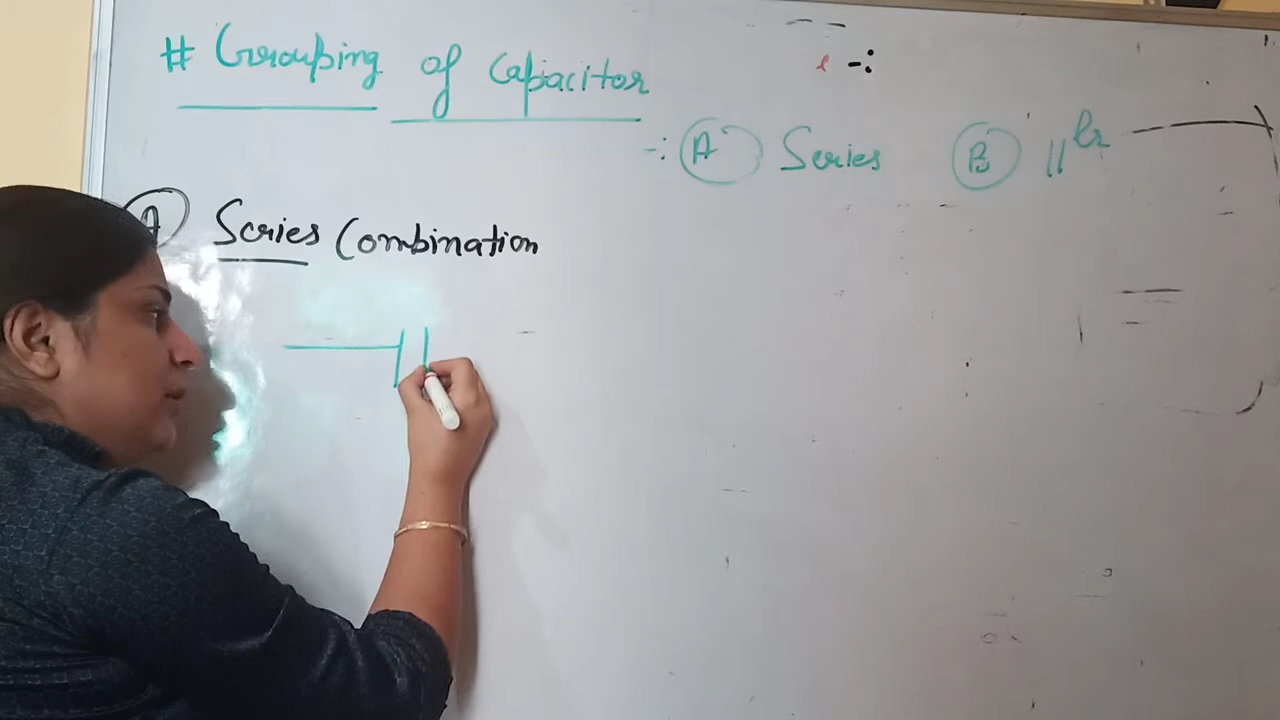 # Grouping of Capacitor
-: A Series B ||lr
A Series Combination